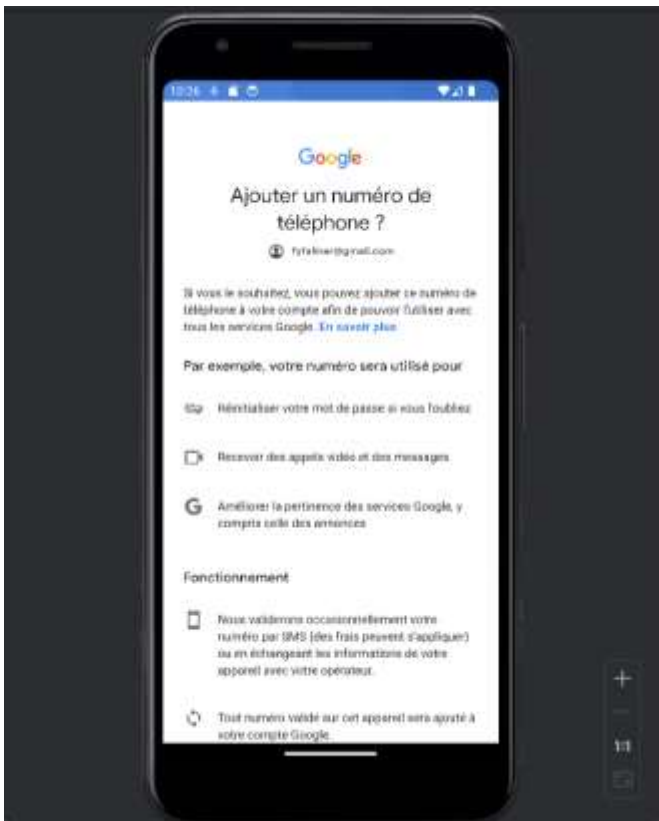 10:26
Google
Ajouter un numéro de
téléphone ?
Si vous le souhaitez, vous pouvez ajouter ce numéro de
téléphone à votre compte afin de pouvoir l'utiliser avec
tous les services Google. En savoir plus
Par exemple, votre numéro sera utilisé pour
Réinitialiser votre mot de passe si vous l'oubliez
Recevoir des appels vidéo et des messages
Améliorer la pertinence des services Google, y
compris celle des annonces
Fonctionnement
Nous validerons occasionnellement votre
numéro par SMS (des frais peuvent s'appliquer)
ou en échangeant les informations de votre
appareil avec votre opérateur.
Tout numéro validé sur cet appareil sera ajouté à
votre compte Google.
1:1